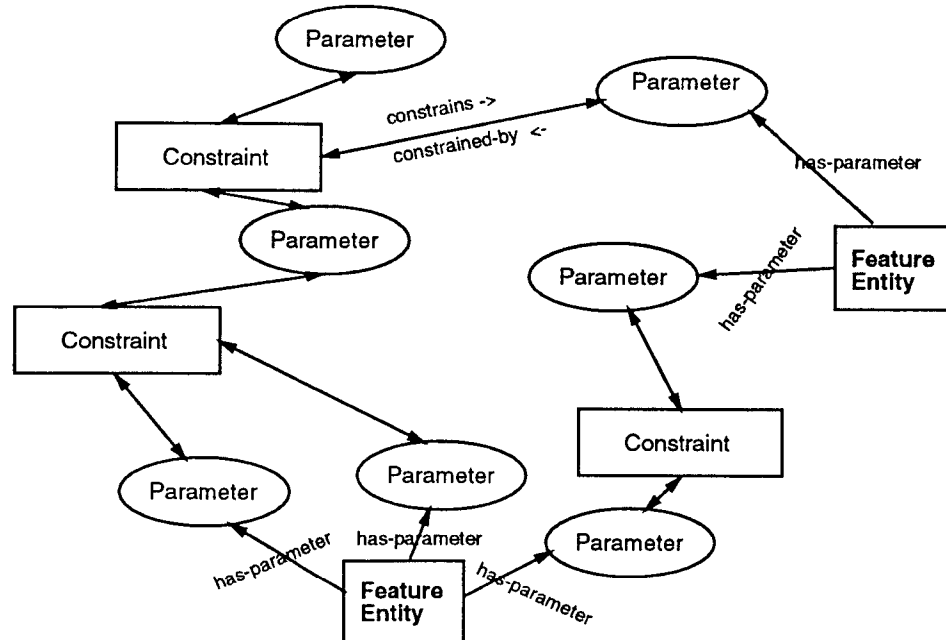 Parameter
Parameter
constrains ->
constrained-by <-
Constraint
has-parameter
Parameter
Feature
Entity
has-parameter
Parameter
Constraint
Constraint
Parameter
Parameter
Parameter
has-parameter
has-parameter
has-parameter
Feature
Entity